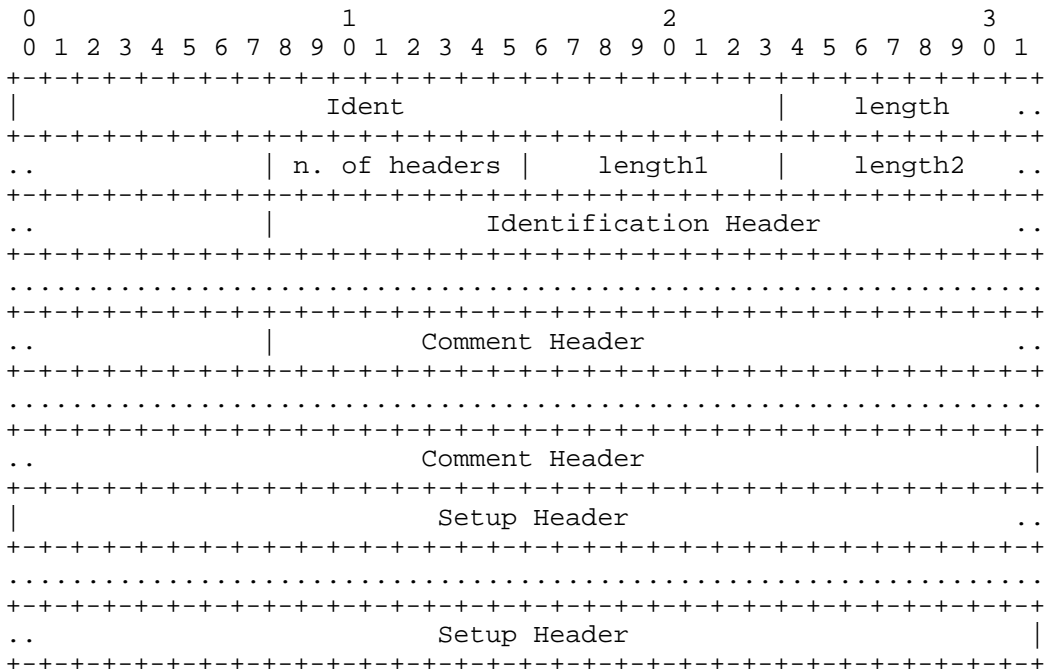 0                   1                   2                   3
 0 1 2 3 4 5 6 7 8 9 0 1 2 3 4 5 6 7 8 9 0 1 2 3 4 5 6 7 8 9 0 1
+-+-+-+-+-+-+-+-+-+-+-+-+-+-+-+-+-+-+-+-+-+-+-+-+-+-+-+-+-+-+-+-+
|                   Ident                       |    length    ..
+-+-+-+-+-+-+-+-+-+-+-+-+-+-+-+-+-+-+-+-+-+-+-+-+-+-+-+-+-+-+-+-+
..              | n. of headers |    length1    |    length2   ..
+-+-+-+-+-+-+-+-+-+-+-+-+-+-+-+-+-+-+-+-+-+-+-+-+-+-+-+-+-+-+-+-+
..              |             Identification Header            ..
+-+-+-+-+-+-+-+-+-+-+-+-+-+-+-+-+-+-+-+-+-+-+-+-+-+-+-+-+-+-+-+-+
.................................................................
+-+-+-+-+-+-+-+-+-+-+-+-+-+-+-+-+-+-+-+-+-+-+-+-+-+-+-+-+-+-+-+-+
..              |         Comment Header                       ..
+-+-+-+-+-+-+-+-+-+-+-+-+-+-+-+-+-+-+-+-+-+-+-+-+-+-+-+-+-+-+-+-+
.................................................................
+-+-+-+-+-+-+-+-+-+-+-+-+-+-+-+-+-+-+-+-+-+-+-+-+-+-+-+-+-+-+-+-+
..                        Comment Header                        |
+-+-+-+-+-+-+-+-+-+-+-+-+-+-+-+-+-+-+-+-+-+-+-+-+-+-+-+-+-+-+-+-+
|                          Setup Header                        ..
+-+-+-+-+-+-+-+-+-+-+-+-+-+-+-+-+-+-+-+-+-+-+-+-+-+-+-+-+-+-+-+-+
.................................................................
+-+-+-+-+-+-+-+-+-+-+-+-+-+-+-+-+-+-+-+-+-+-+-+-+-+-+-+-+-+-+-+-+
..                         Setup Header                         |
+-+-+-+-+-+-+-+-+-+-+-+-+-+-+-+-+-+-+-+-+-+-+-+-+-+-+-+-+-+-+-+-+